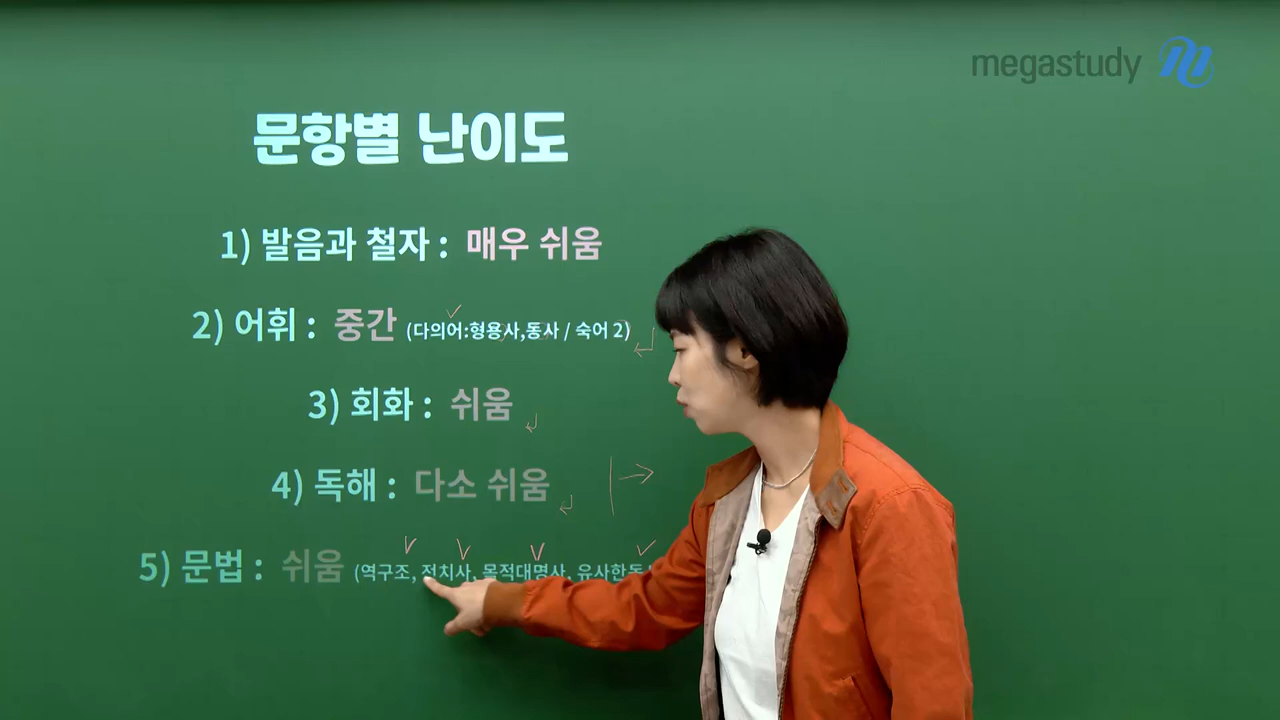 megastudy
문항별 난이도
1) 발음과 철자 : 매우 쉬움
2) 어휘 : 중간 (다의어:형용사,동사 / 숙어 2)
3) 회화 : 쉬움
4) 독해 : 다소 쉬움
5) 문법 : 쉬움 (역구조, 전치사, 목적대명사, 유사한동